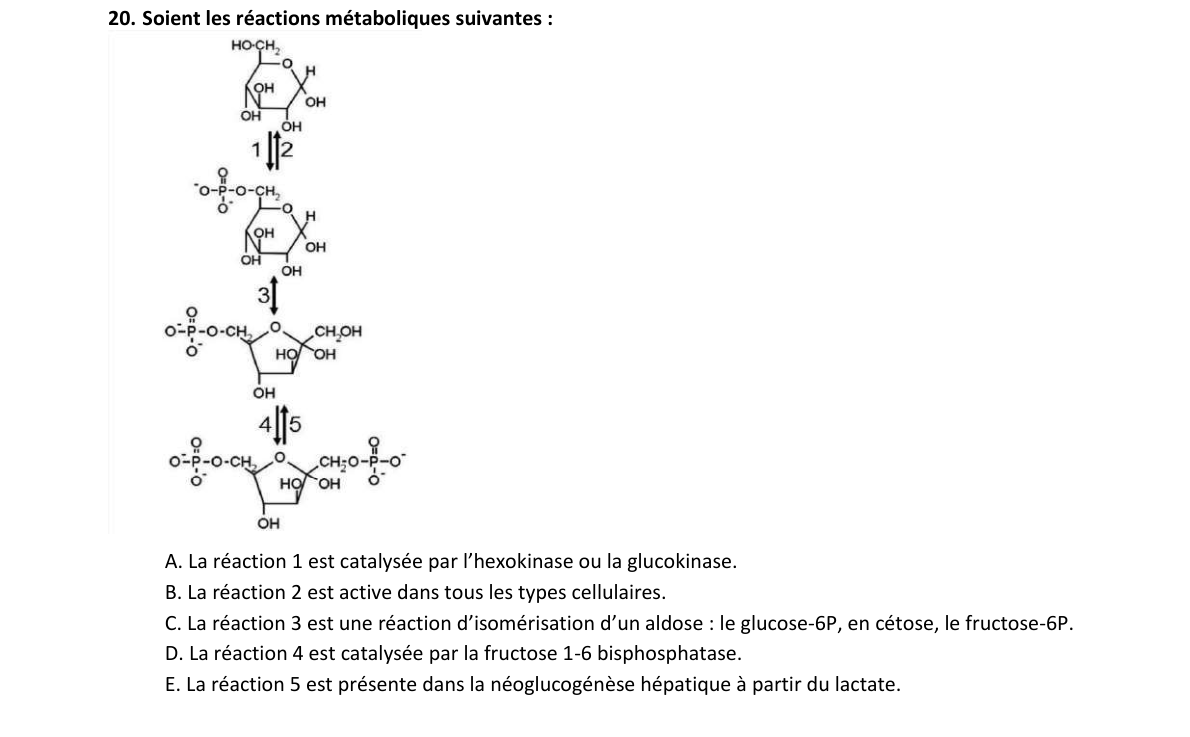 20. Soient les réactions métaboliques suivantes :
HO-CH2
O
H
OH
OH
OH
OH
1 2
O
-O-P-O-CH2
O-
O
H
OH
OH
OH
OH
3
O
O--P-O-CH2
O-
O
CH2OH
HO OH
OH
4 5
O
O--P-O-CH2
O-
O
CH2O-P-O-
O
O-
HO OH
OH
A. La réaction 1 est catalysée par l’hexokinase ou la glucokinase.
B. La réaction 2 est active dans tous les types cellulaires.
C. La réaction 3 est une réaction d’isomérisation d’un aldose : le glucose-6P, en cétose, le fructose-6P.
D. La réaction 4 est catalysée par la fructose 1-6 bisphosphatase.
E. La réaction 5 est présente dans la néoglucogénèse hépatique à partir du lactate.